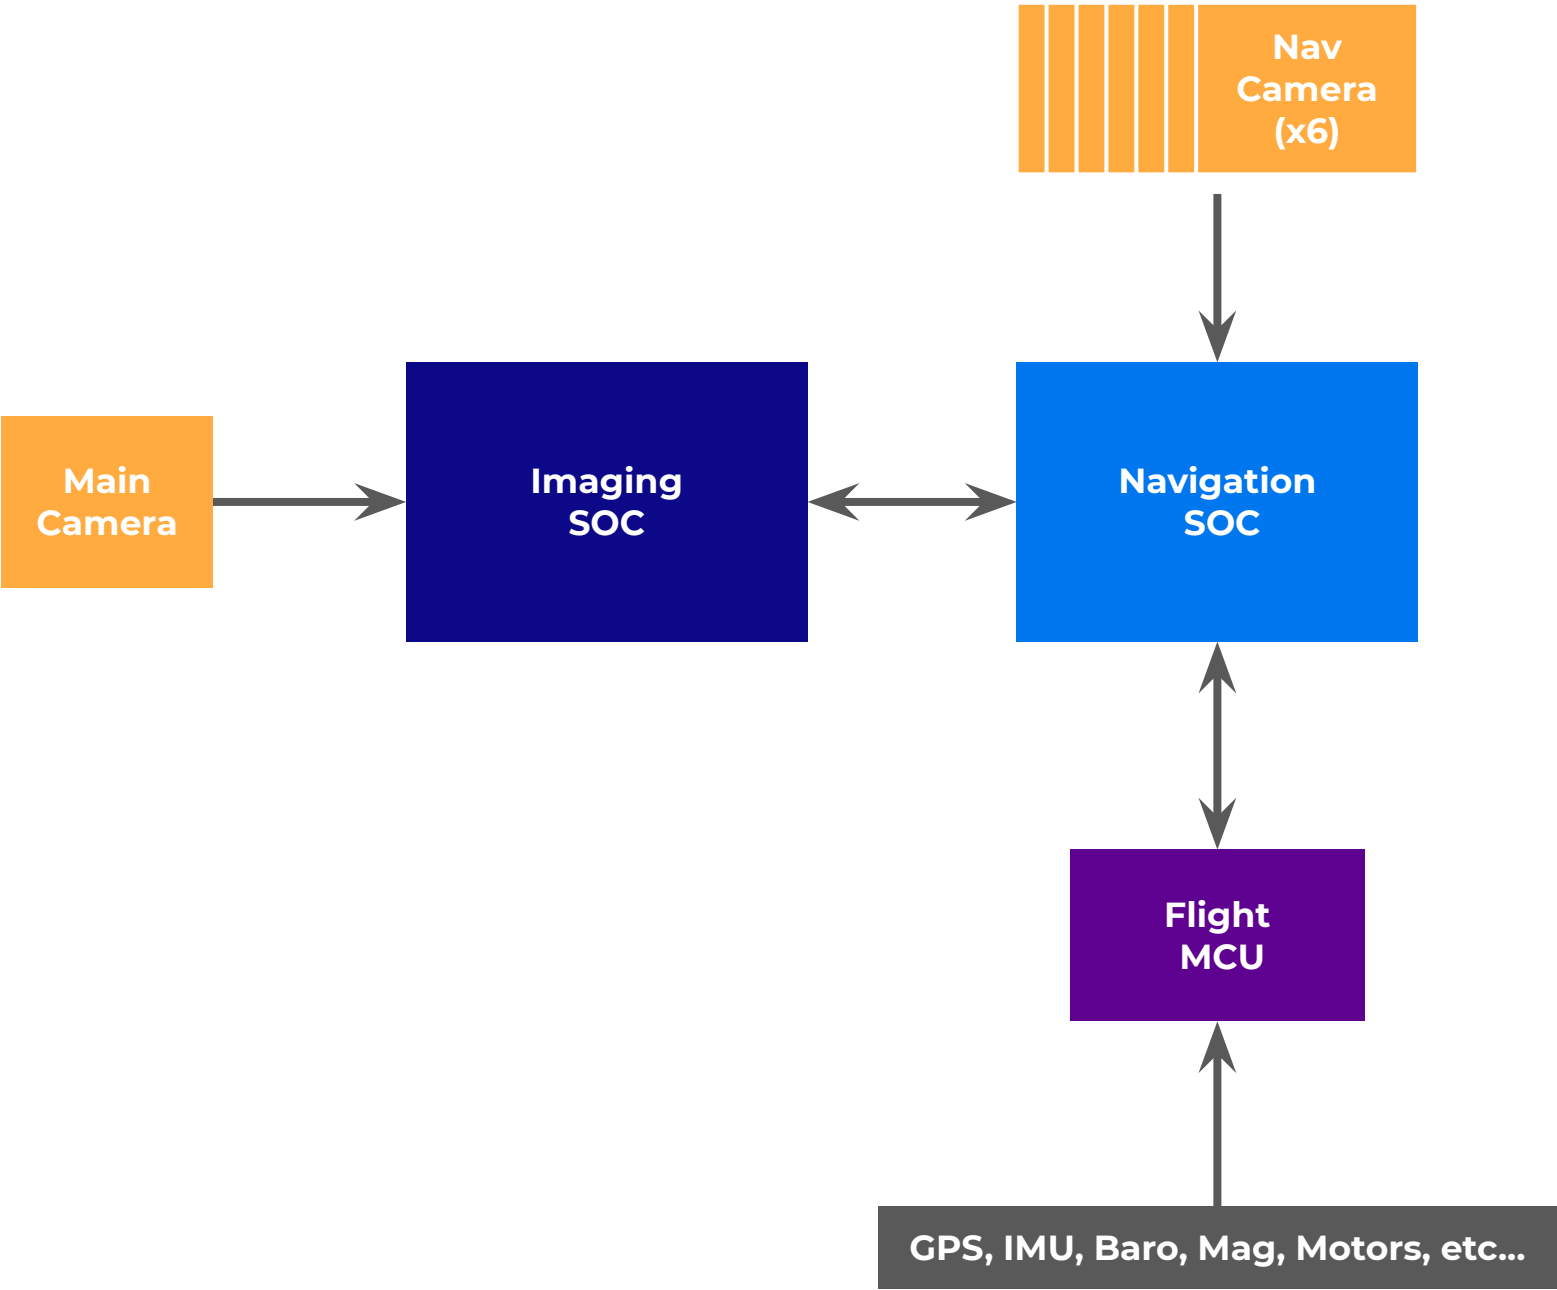 Nav
Camera
(x6)
Main
Camera
Imaging
SOC
Navigation
SOC
Flight
MCU
GPS, IMU, Baro, Mag, Motors, etc...